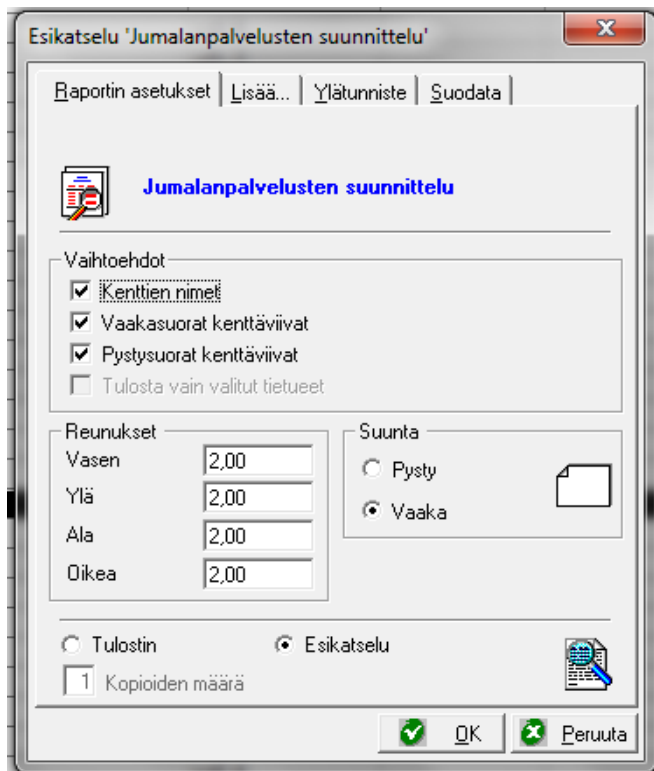 Esikatselu 'Jumalanpalvelusten suunnittelu'
Raportin asetukset Lisää... Ylätunniste Suodata
Jumalanpalvelusten suunnittelu
Vaihtoehdot
Kenttien nimet
Vaakasuorat kenttäviivat
Pystysuorat kenttäviivat
Tulosta vain valitut tietueet
Reunukset
Vasen 2,00
Ylä 2,00
Ala 2,00
Oikea 2,00
Suunta
Pysty
Vaaka
Tulostin Esikatselu
1 Kopioiden määrä
OK Peruuta